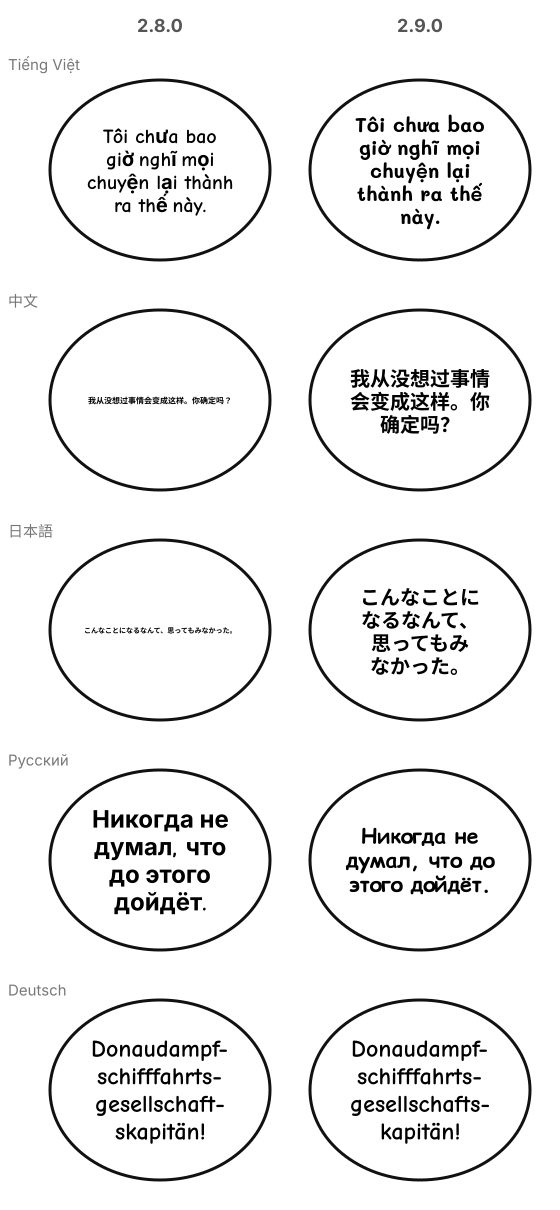 2.8.0 2.9.0
Tiếng Việt
Tôi chưa bao
giờ nghĩ mọi
chuyện lại thành
ra thế này.
Tôi chưa bao
giờ nghĩ mọi
chuyện lại
thành ra thế
này.
中文
我从没想过事情会变成这样。你确定吗？
我从没想过事情
会变成这样。你
确定吗？
日本語
こんなことになるなんて、思ってもみなかった。
こんなことに
なるなんて、
思ってもみ
なかった。
Русский
Никогда не
думал, что
до этого
дойдёт.
Никогда не
думал, что до
этого дойдёт.
Deutsch
Donaudampf-
schifffahrts-
gesellschaft-
skapitän!
Donaudampf-
schifffahrts-
gesellschafts-
kapitän!